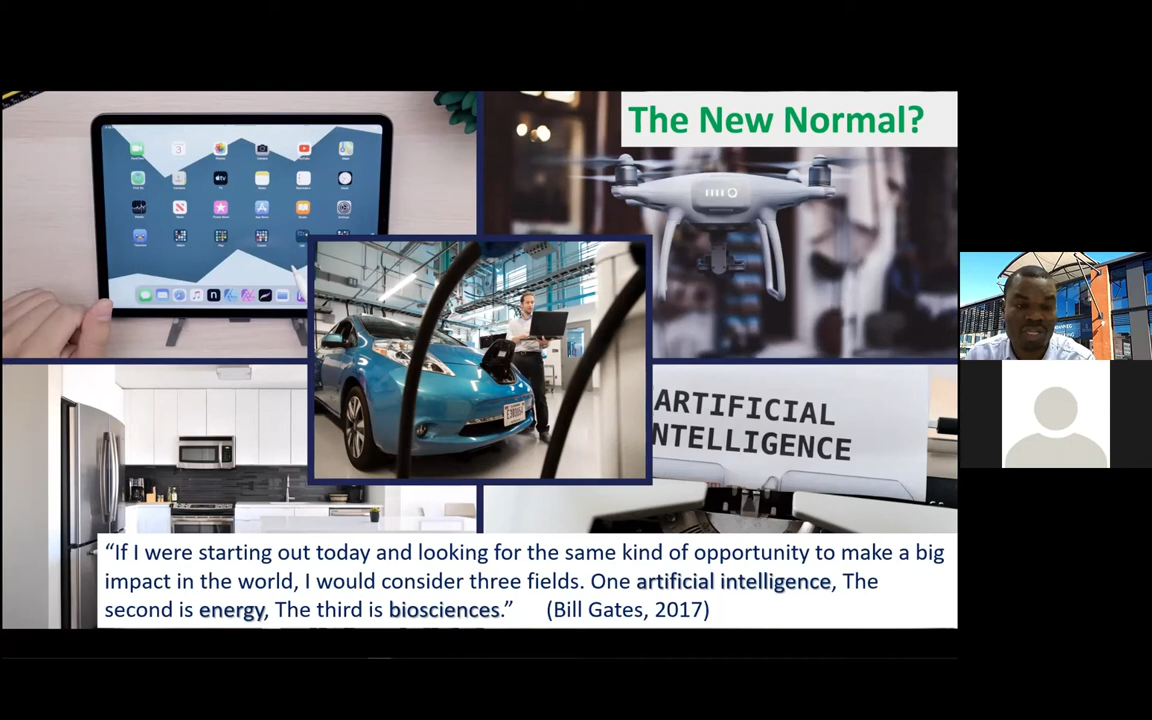 The New Normal?
ARTIFICIAL
NTELLIGENCE
“If I were starting out today and looking for the same kind of opportunity to make a big
impact in the world, I would consider three fields. One artificial intelligence, The
second is energy, The third is biosciences.” (Bill Gates, 2017)